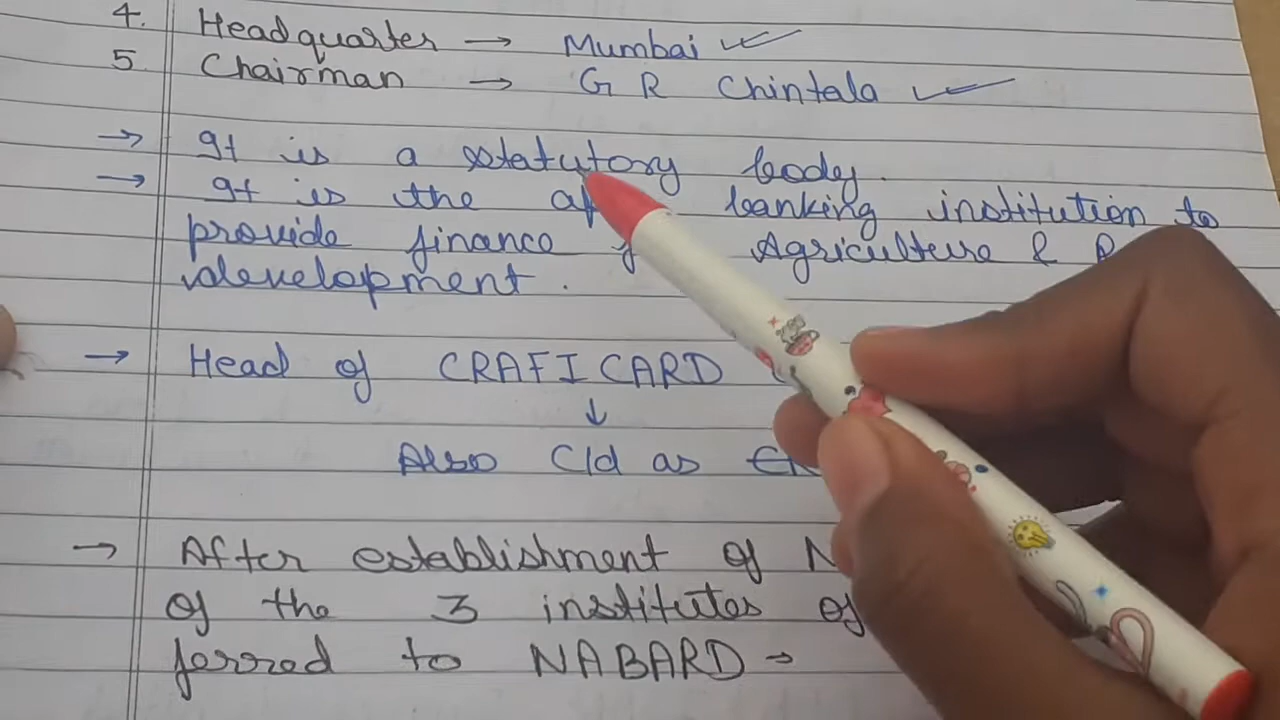 4. Headquarter → Mumbai ✓
5. Chairman → G R Chintala ✓
→ It is a statutory body.
→ It is the banking institution to
provide finance Agriculture &
development.
→ Head of CRAFICARD
↓
Also C/d as
→ After establishment of
of the 3 institutes of
ferred to NABARD →